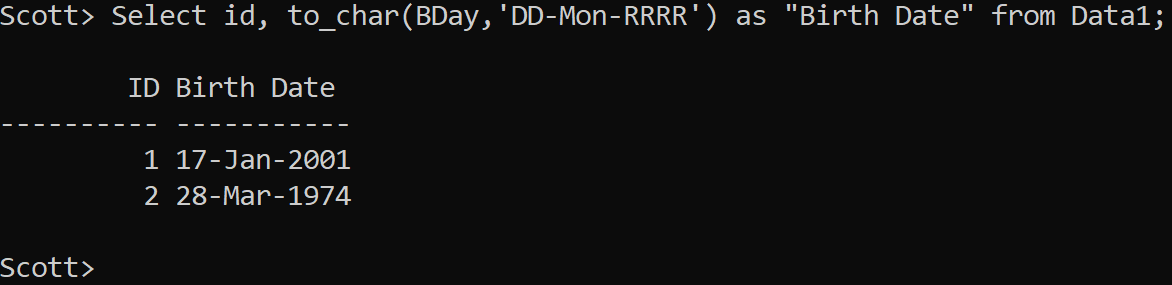 Scott> Select id, to_char(BDay,'DD-Mon-RRRR') as "Birth Date" from Data1;
        ID Birth Date
---------- -----------
         1 17-Jan-2001
         2 28-Mar-1974
Scott>